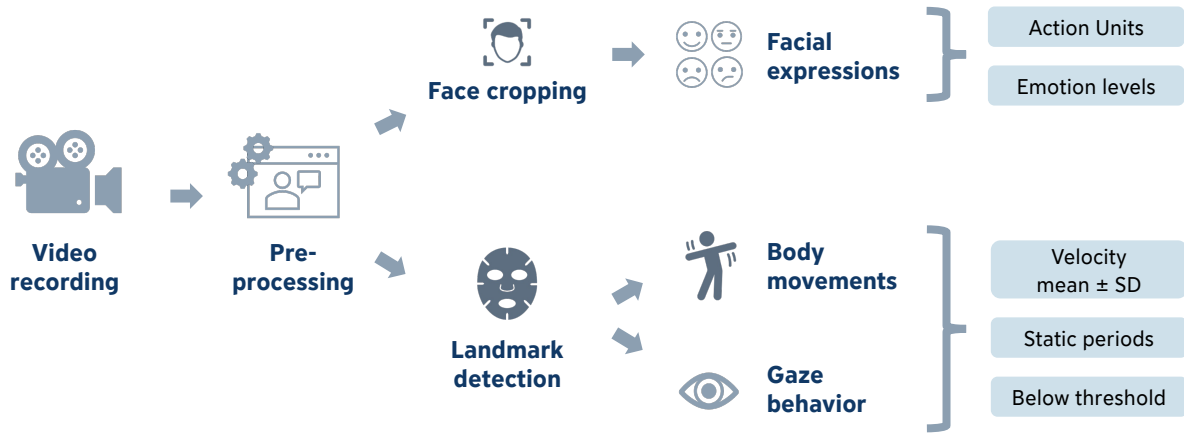 Video
recording
Pre-
processing
Face cropping
Facial
expressions
Action Units
Emotion levels
Landmark
detection
Body
movements
Gaze
behavior
Velocity
mean ± SD
Static periods
Below threshold